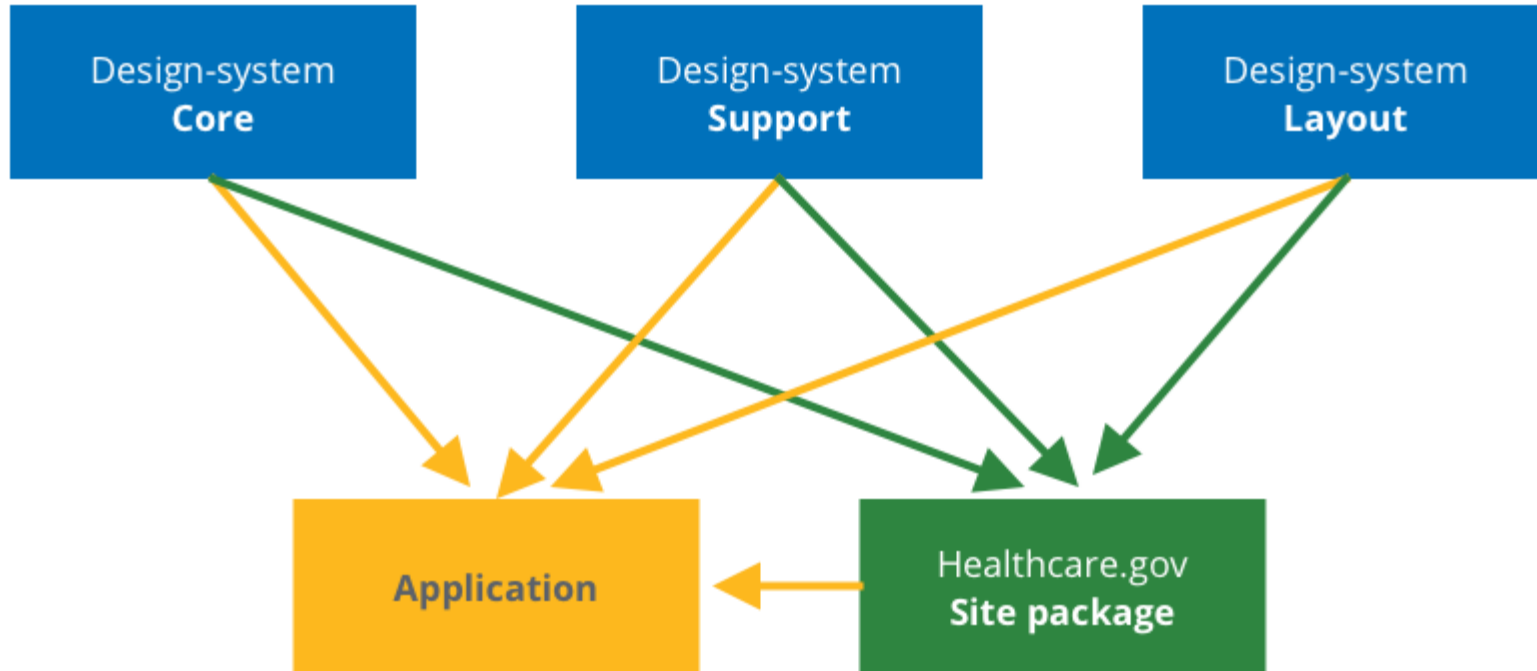 Design-system
Core
Design-system
Support
Design-system
Layout
Application
Healthcare.gov
Site package